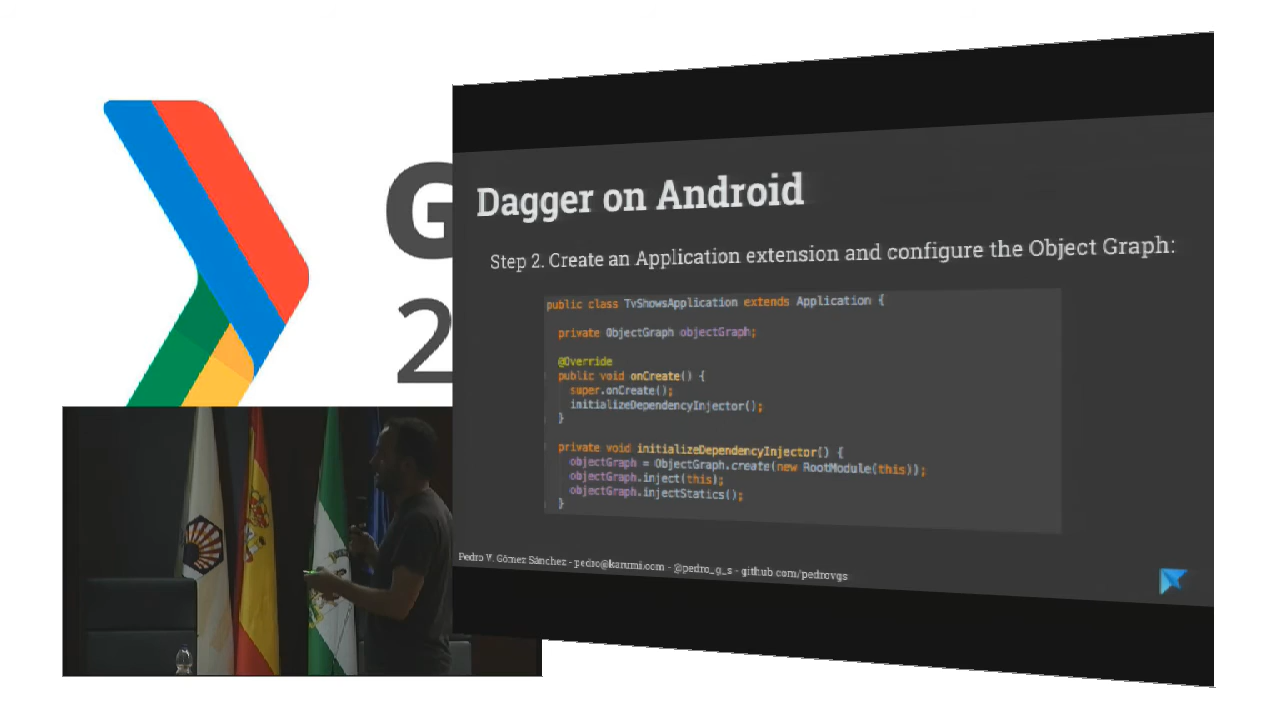 G
2
Dagger on Android
Step 2. Create an Application extension and configure the Object Graph:
public class TvShowsApplication extends Application {
private ObjectGraph objectGraph;
@Override
public void onCreate() {
super.onCreate();
initializeDependencyInjector();
}
private void initializeDependencyInjector() {
objectGraph = ObjectGraph.create(new RootModule(this));
objectGraph.inject(this);
objectGraph.injectStatics();
}
Pedro V. Gómez Sánchez - pedro@karumi.com - @pedro_g_s - github.com/pedrovgs